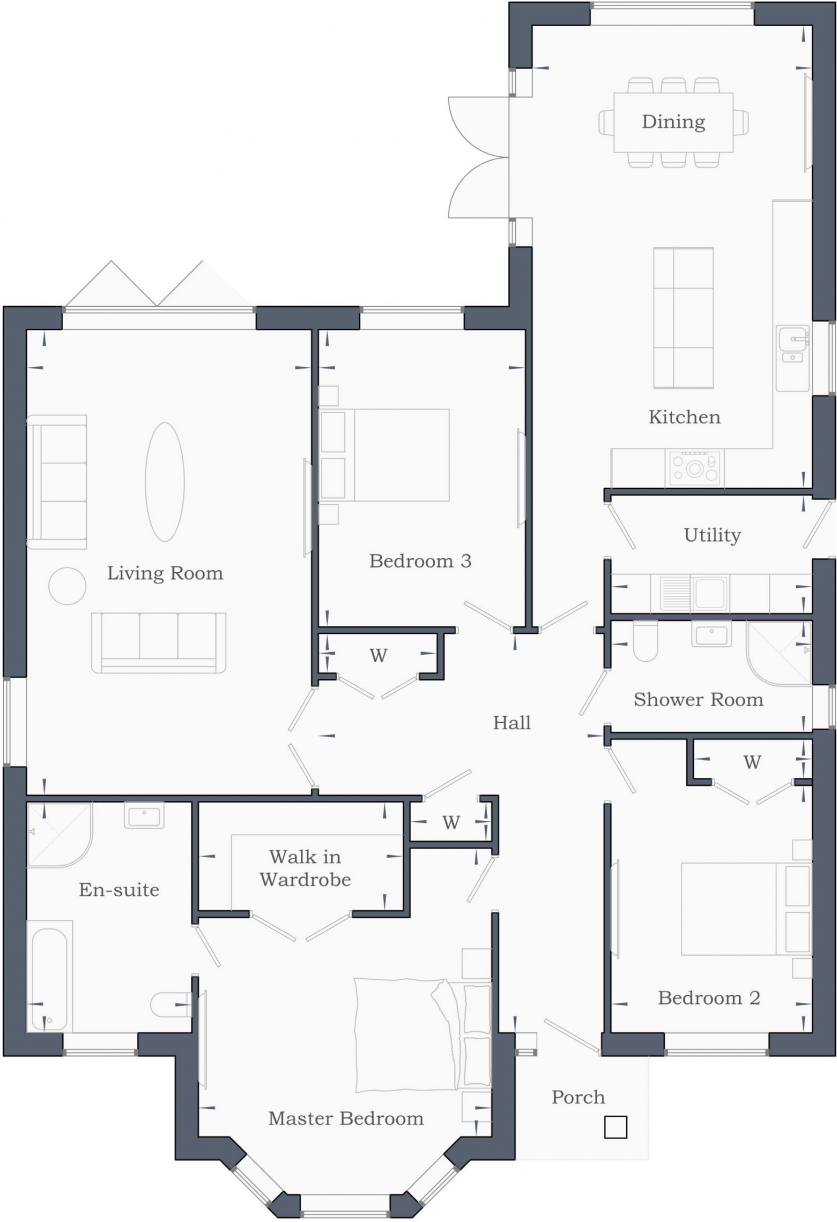 Dining
Kitchen
Utility
Living Room
Bedroom 3
W
Shower Room
Hall
W
W
Walk in
Wardrobe
En-suite
Bedroom 2
Porch
Master Bedroom